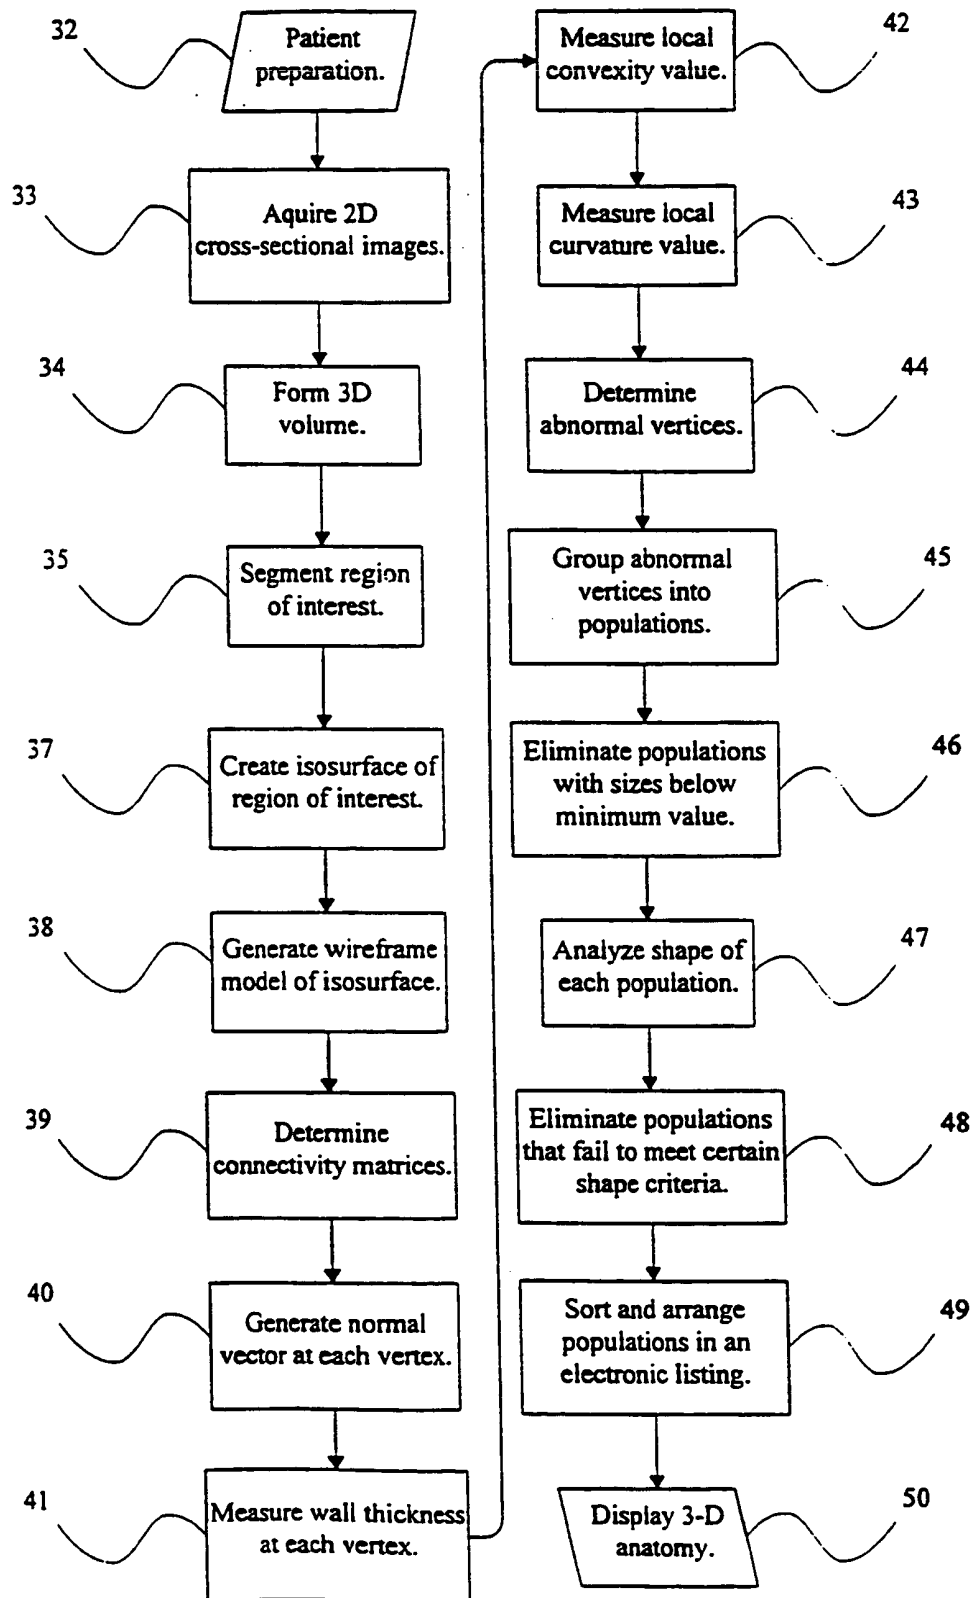 32
Patient
preparation.
33
Aquire 2D
cross-sectional images.
34
Form 3D
volume.
35
Segment region
of interest.
37
Create isosurface of
region of interest.
38
Generate wireframe
model of isosurface.
39
Determine
connectivity matrices.
40
Generate normal
vector at each vertex.
41
Measure wall thickness
at each vertex.
42
Measure local
convexity value.
43
Measure local
curvature value.
44
Determine
abnormal vertices.
45
Group abnormal
vertices into
populations.
46
Eliminate populations
with sizes below
minimum value.
47
Analyze shape of
each population.
48
Eliminate populations
that fail to meet certain
shape criteria.
49
Sort and arrange
populations in an
electronic listing.
50
Display 3-D
anatomy.